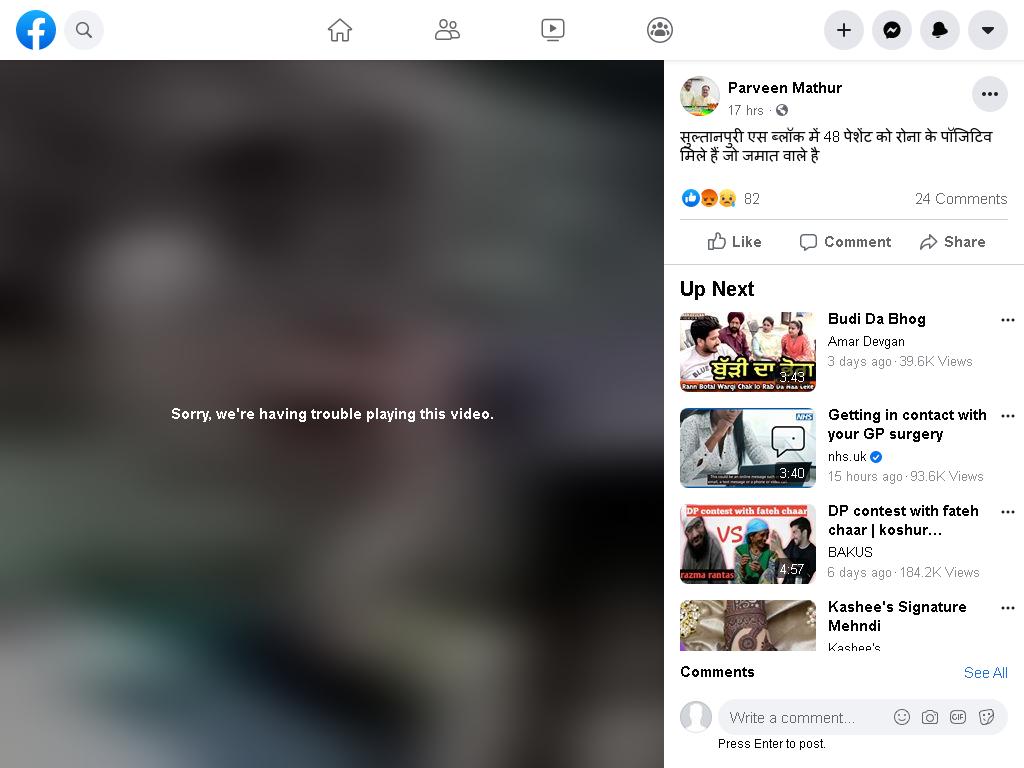 Parveen Mathur
17 hrs ·
सुल्तानपुरी एस ब्लॉक में 48 पेशेंट को रोना के पॉजिटिव
मिले हैं जो जमात वाले है
82
24 Comments
Like
Comment
Share
Sorry, we're having trouble playing this video.
Up Next
ਬੁੱੜੀ ਦਾ ਭੋਗ
3:43
Rann Botal Wargi Chak lo Rab Da Naa Leke
Budi Da Bhog
Amar Devgan
3 days ago · 39.6K Views
NHS
3:40
Getting in contact with
your GP surgery
nhs.uk
15 hours ago · 93.6K Views
DP contest with fateh chaar
VS
razma rantas
4:57
DP contest with fateh
chaar | koshur...
BAKUS
6 days ago · 184.2K Views
Kashee's Signature
Mehndi
Kashee's
Comments
See All
Write a comment...
GIF
Press Enter to post.